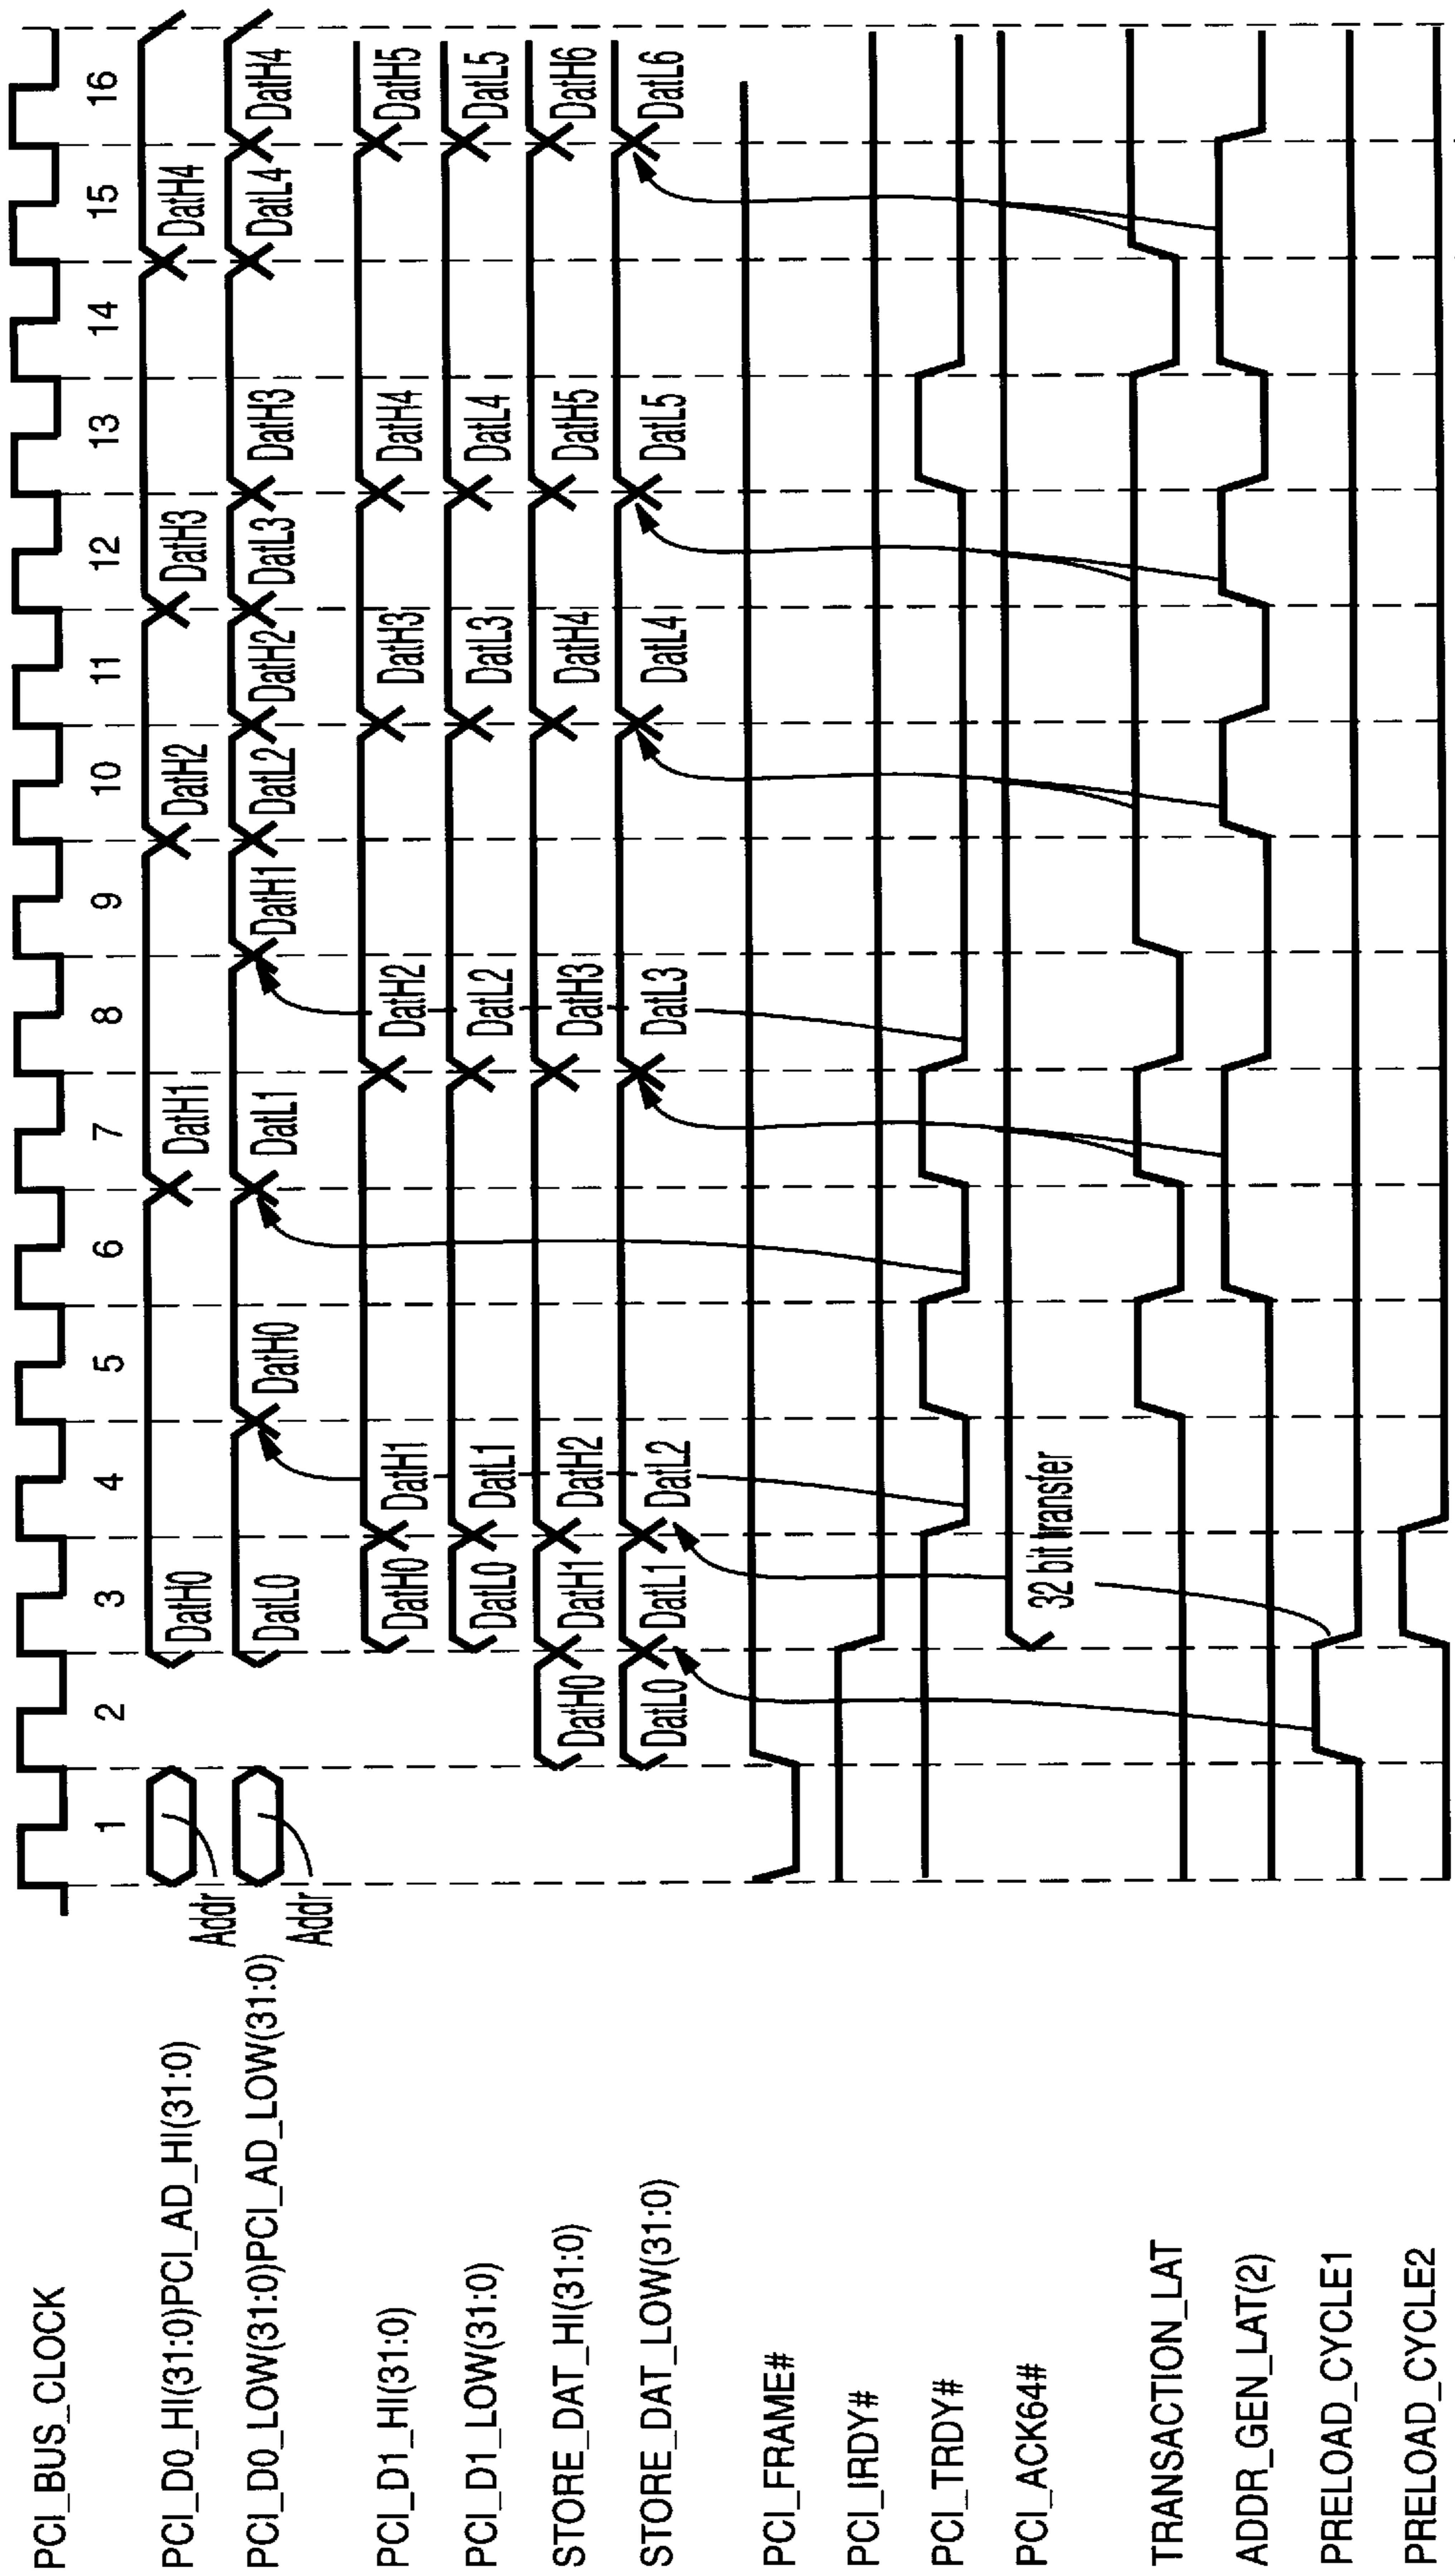 PCI_BUS_CLOCK
1 2 3 4 5 6 7 8 9 10 11 12 13 14 15 16
PCI_D0_HI(31:0)PCI_AD_HI(31:0)
Addr
DatH0 DatH1 DatH2 DatH3 DatH4
PCI_D0_LOW(31:0)PCI_AD_LOW(31:0)
Addr
DatL0 DatH0 DatL1 DatH1 DatL2 DatH2 DatL3 DatH3 DatL4 DatH4
PCI_D1_HI(31:0)
DatH0 DatH1 DatH2 DatH3 DatH4 DatH5
PCI_D1_LOW(31:0)
DatL0 DatL1 DatL2 DatL3 DatL4 DatL5
STORE_DAT_HI(31:0)
DatH0 DatH1 DatH2 DatH3 DatH4 DatH5 DatH6
STORE_DAT_LOW(31:0)
DatL0 DatL1 DatL2 DatL3 DatL4 DatL5 DatL6
PCI_FRAME#
PCI_IRDY#
PCI_TRDY#
PCI_ACK64#
32 bit transfer
TRANSACTION_LAT
ADDR_GEN_LAT(2)
PRELOAD_CYCLE1
PRELOAD_CYCLE2